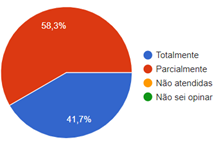 58,3%
41,7%
Totalmente
Parcialmente
Não atendidas
Não sei opinar